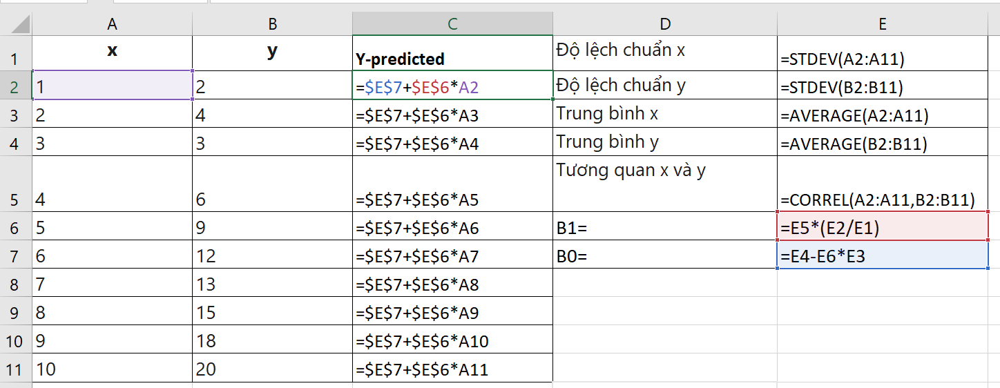 A B C D E
1 x y Y-predicted Độ lệch chuẩn x =STDEV(A2:A11)
2 1 2 =$E$7+$E$6*A2 Độ lệch chuẩn y =STDEV(B2:B11)
3 2 4 =$E$7+$E$6*A3 Trung bình x =AVERAGE(A2:A11)
4 3 3 =$E$7+$E$6*A4 Trung bình y =AVERAGE(B2:B11)
5 4 6 =$E$7+$E$6*A5 Tương quan x và y =CORREL(A2:A11,B2:B11)
6 5 9 =$E$7+$E$6*A6 B1= =E5*(E2/E1)
7 6 12 =$E$7+$E$6*A7 B0= =E4-E6*E3
8 7 13 =$E$7+$E$6*A8
9 8 15 =$E$7+$E$6*A9
10 9 18 =$E$7+$E$6*A10
11 10 20 =$E$7+$E$6*A11